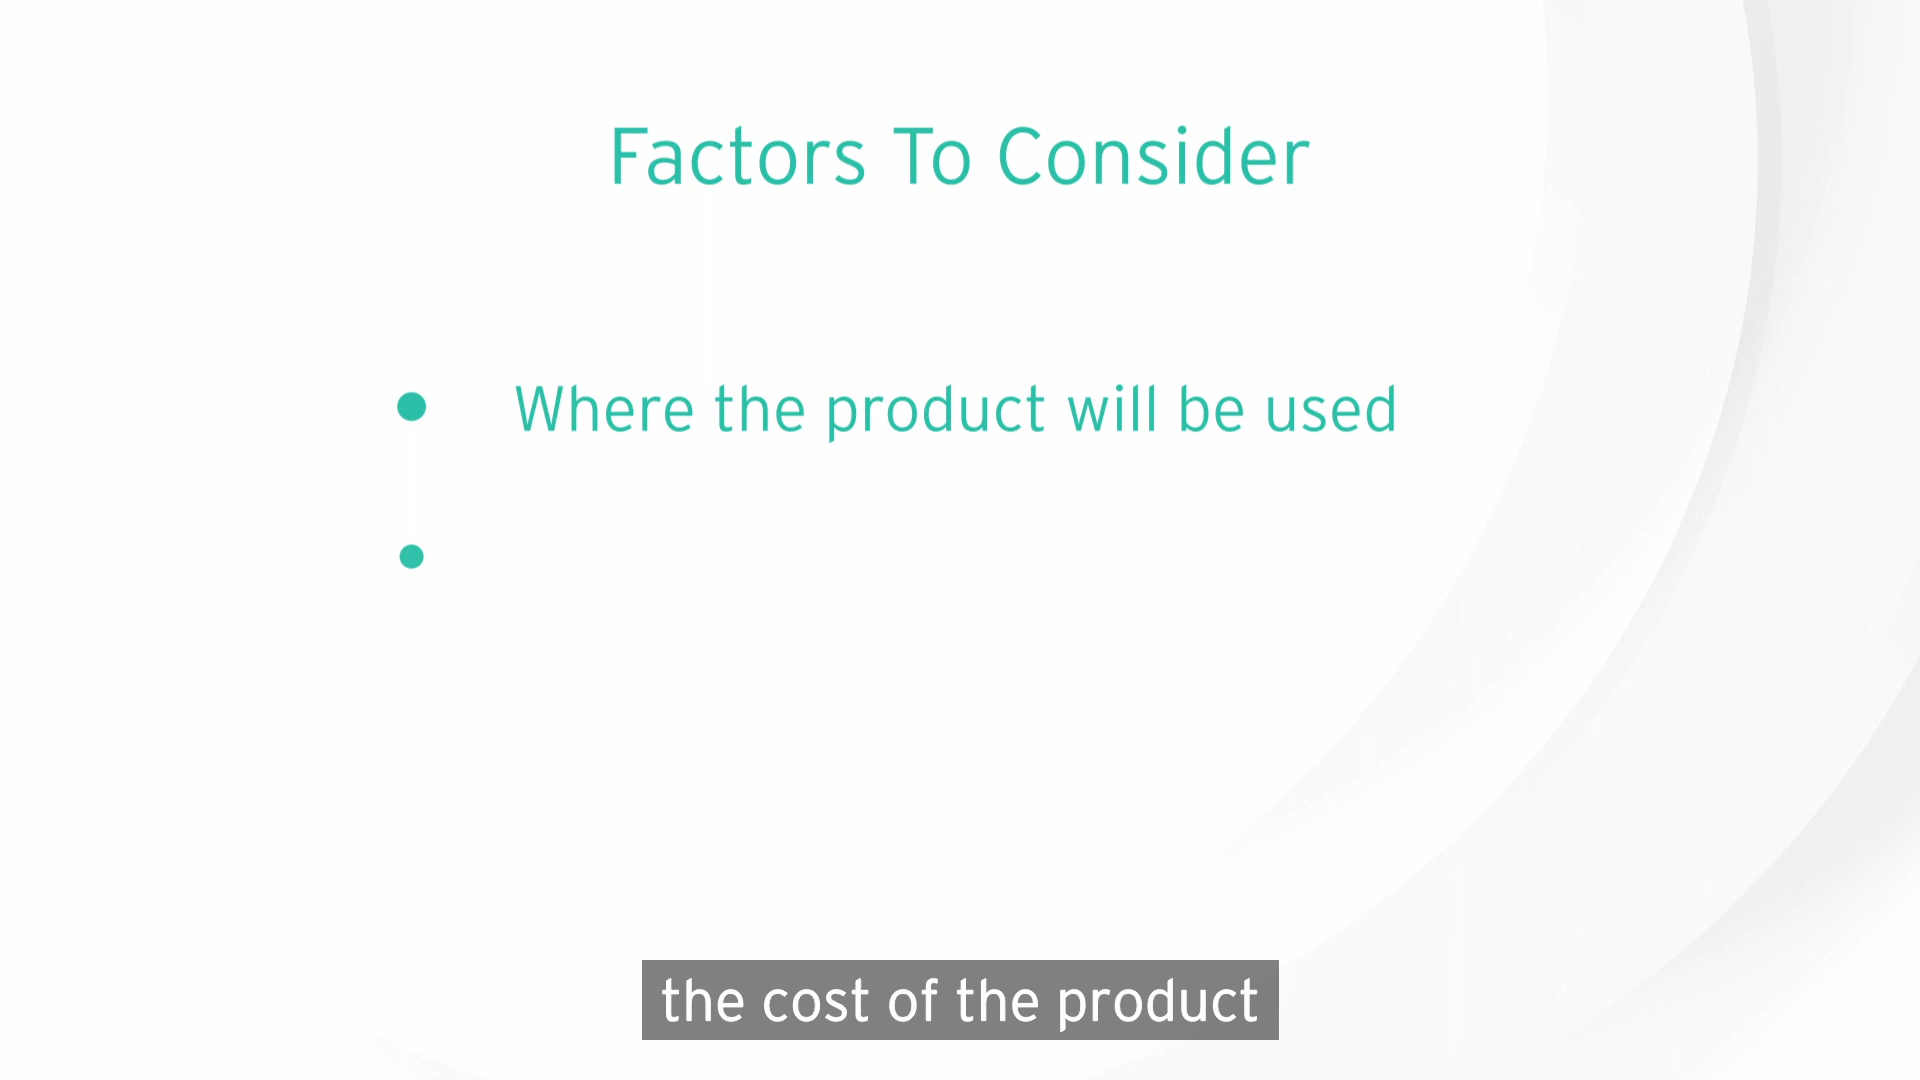 Factors To Consider
● Where the product will be used
●
the cost of the product